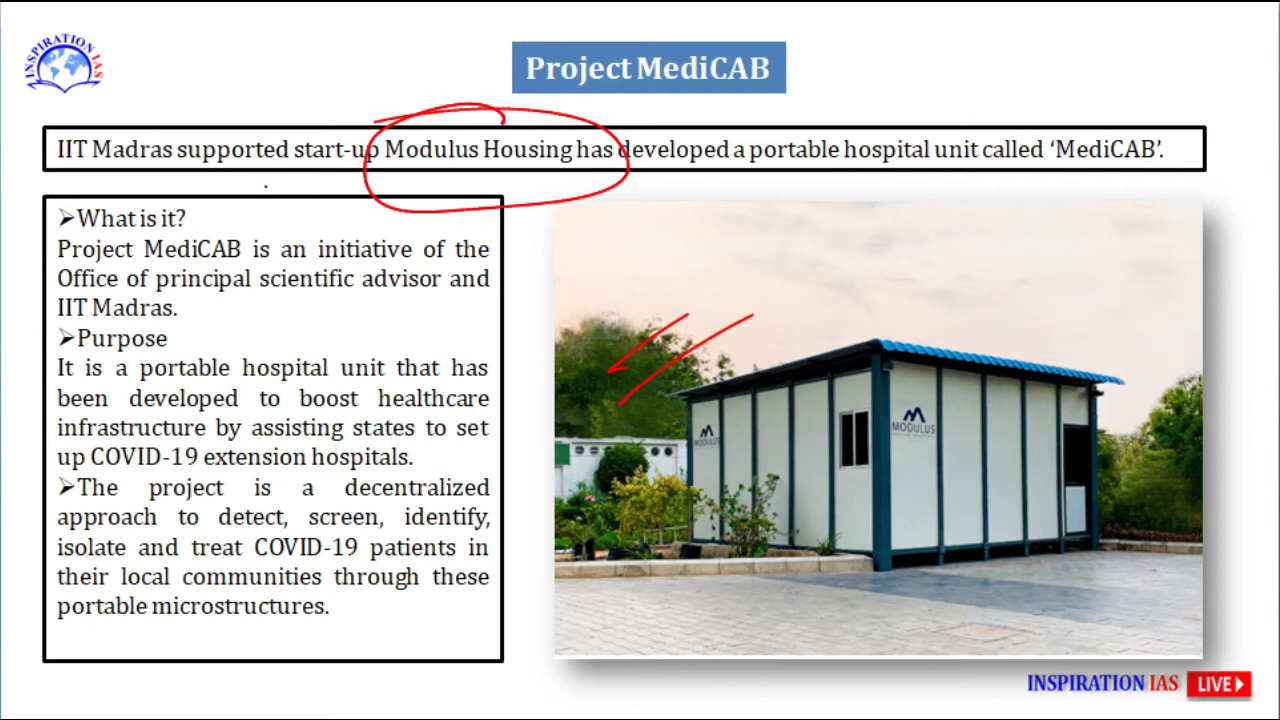 INSPIRATION IAS
Project MediCAB
IIT Madras supported start-up Modulus Housing has developed a portable hospital unit called ‘MediCAB’.
➢What is it?
Project MediCAB is an initiative of the
Office of principal scientific advisor and
IIT Madras.
➢Purpose
It is a portable hospital unit that has
been developed to boost healthcare
infrastructure by assisting states to set
up COVID-19 extension hospitals.
➢The project is a decentralized
approach to detect, screen, identify,
isolate and treat COVID-19 patients in
their local communities through these
portable microstructures.
MODULUS
MODULUS
INSPIRATION IAS LIVE